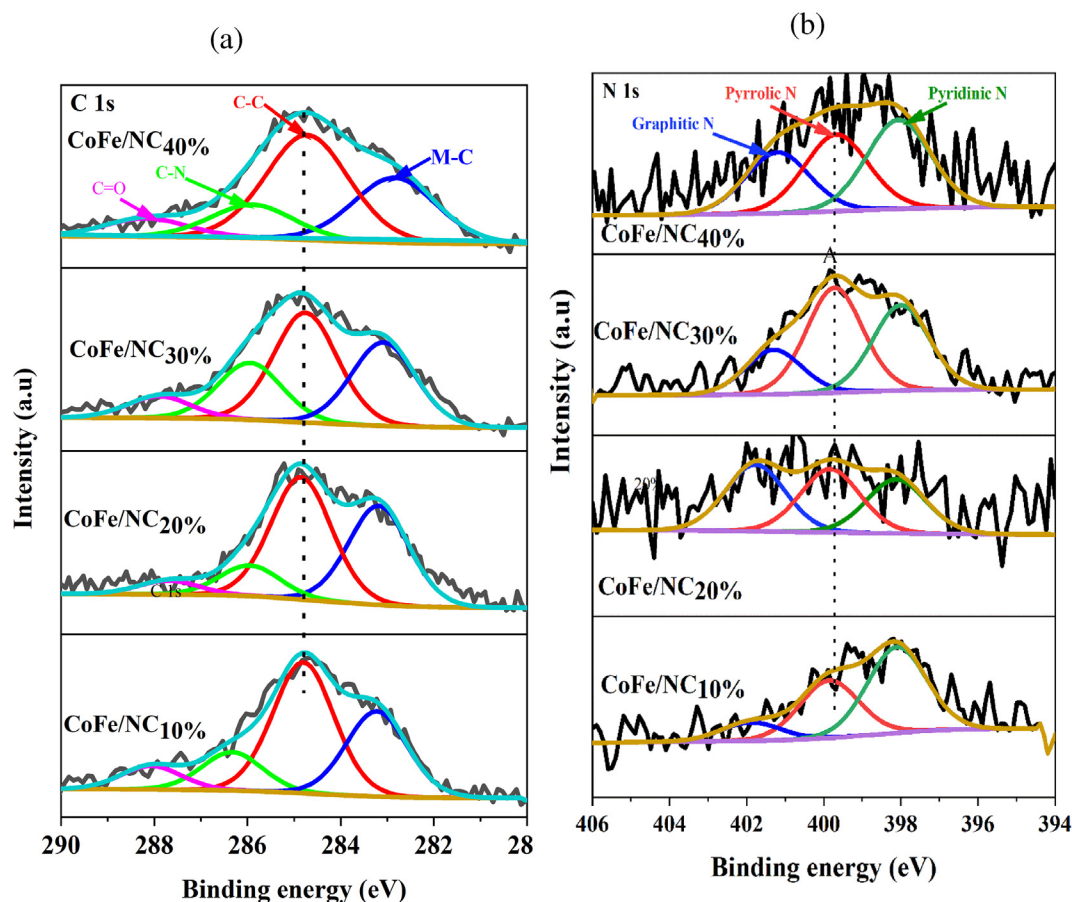 (a)
C 1s
C-C
CoFe/NC40%
C-N
M-C
C=O
CoFe/NC30%
CoFe/NC20%
C 1s
CoFe/NC10%
Intensity (a.u)
290 288 286 284 282 28
Binding energy (eV)
(b)
N 1s
Pyrrolic N
Pyridinic N
Graphitic N
CoFe/NC40%
A
CoFe/NC30%
20%
CoFe/NC20%
CoFe/NC10%
Intensity (a.u)
406 404 402 400 398 396 394
Binding energy (eV)